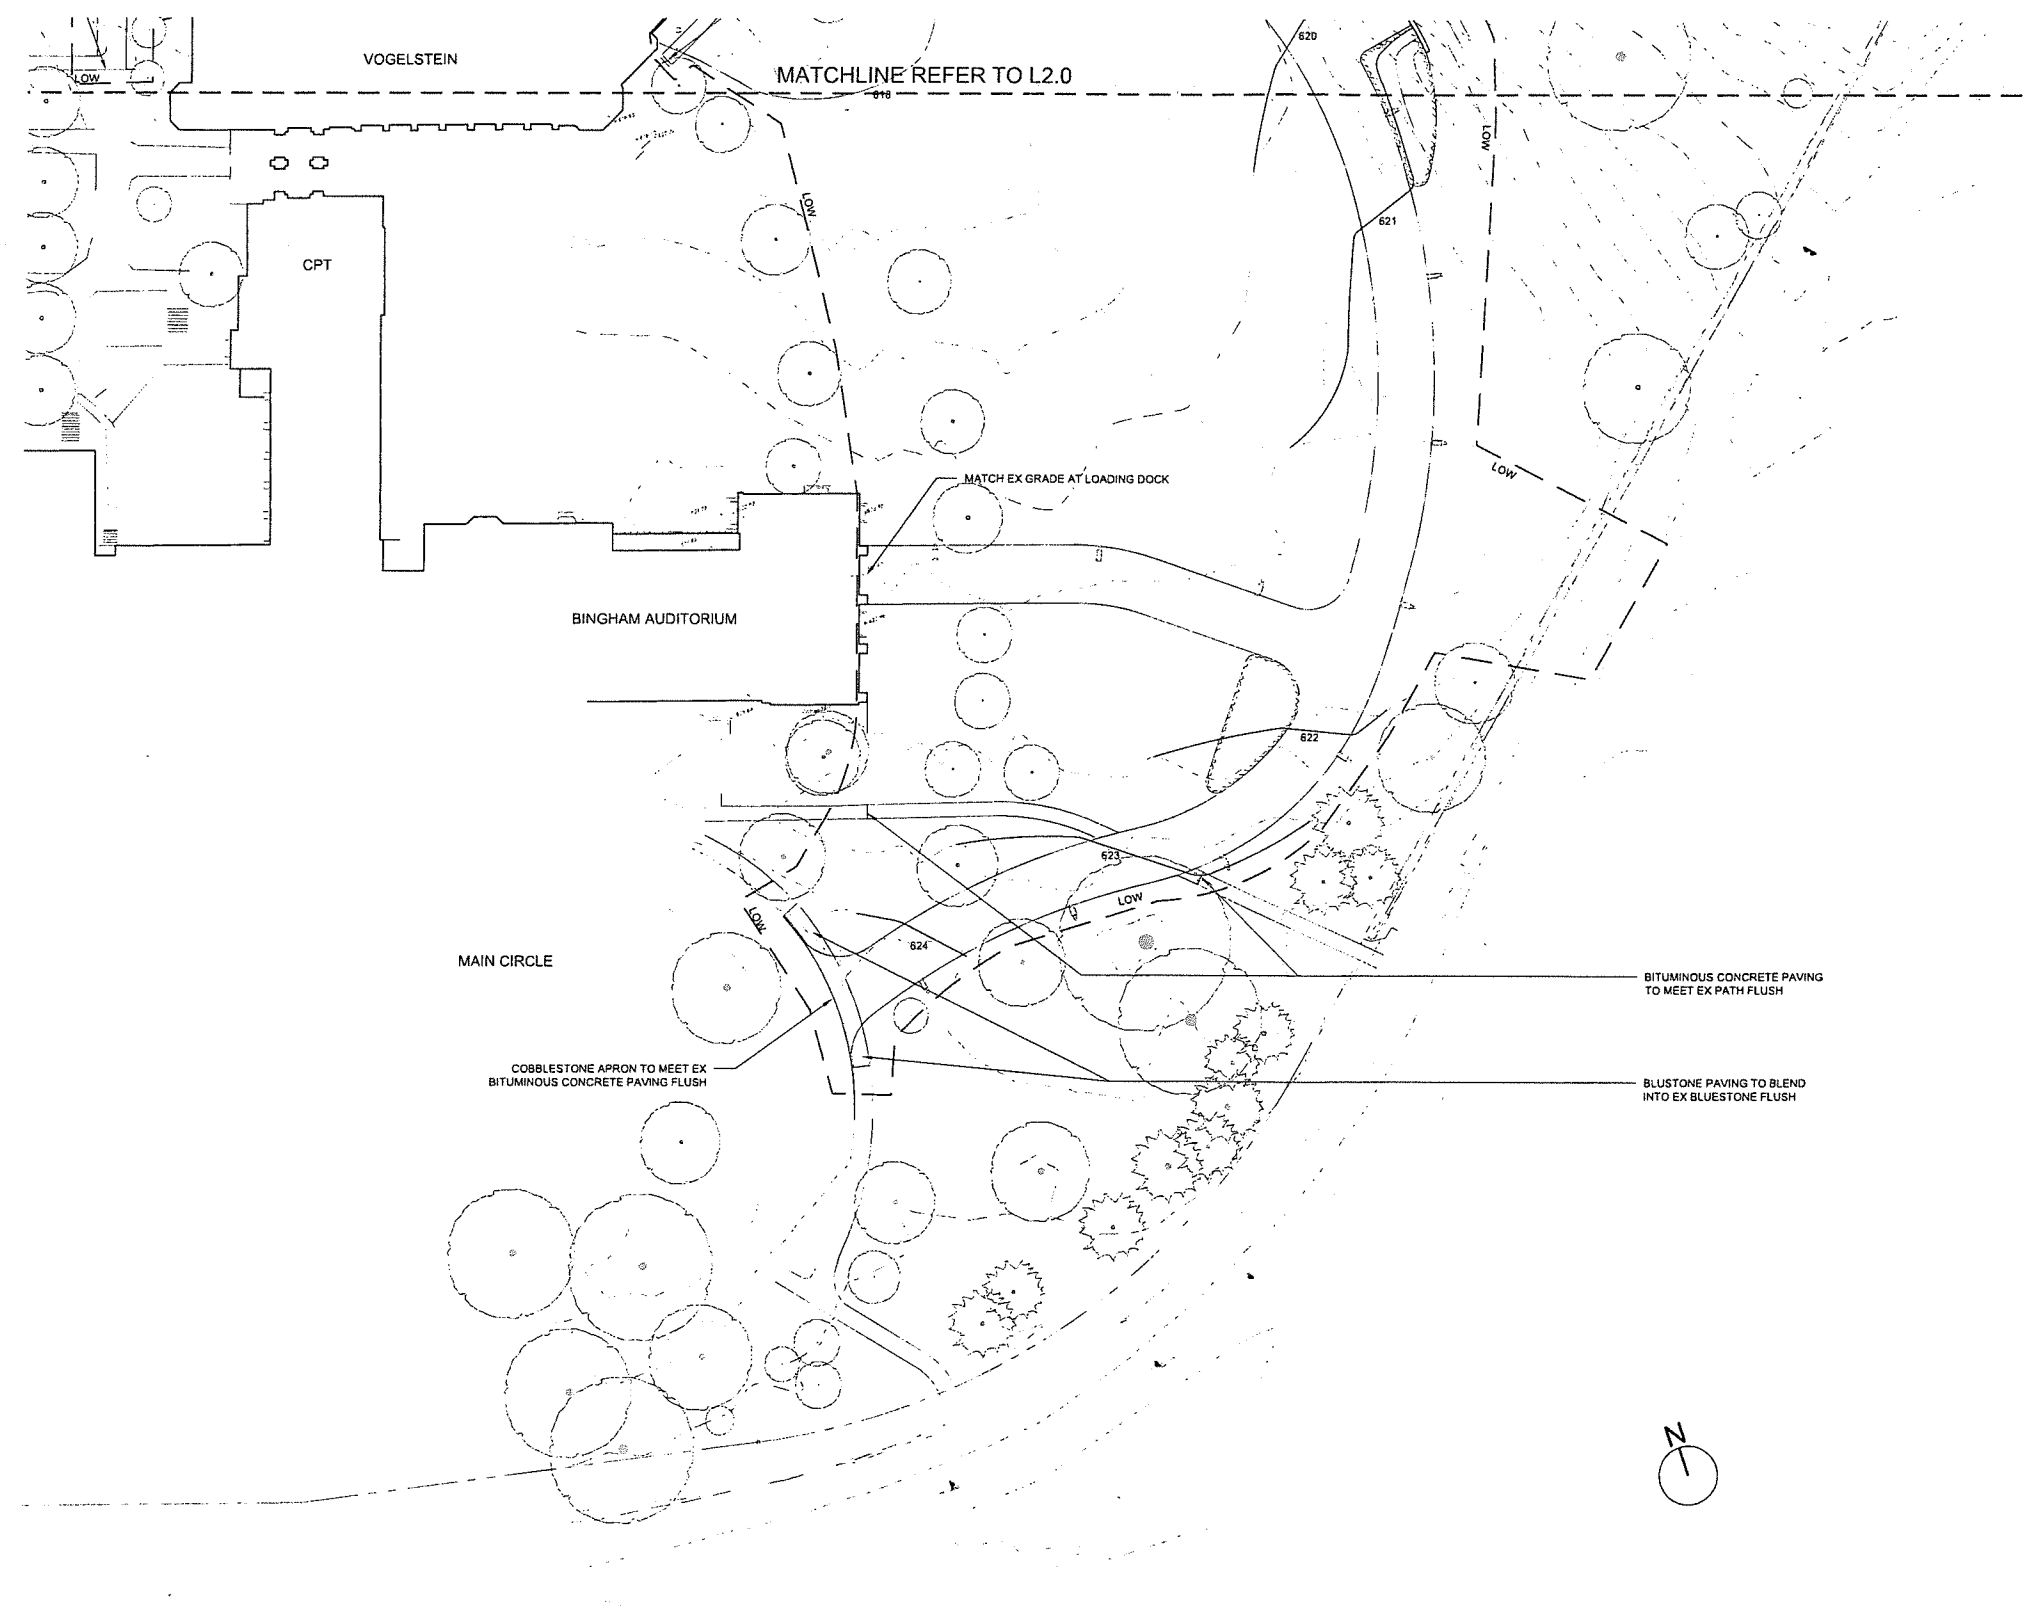 VOGELSTEIN
620
LOW
MATCHLINE REFER TO L2.0
618
LOW
LOW
621
CPT
LOW
MATCH EX GRADE AT LOADING DOCK
BINGHAM AUDITORIUM
622
623
LOW
LOW
624
MAIN CIRCLE
BITUMINOUS CONCRETE PAVING
TO MEET EX PATH FLUSH
COBBLESTONE APRON TO MEET EX
BITUMINOUS CONCRETE PAVING FLUSH
BLUSTONE PAVING TO BLEND
INTO EX BLUESTONE FLUSH
N